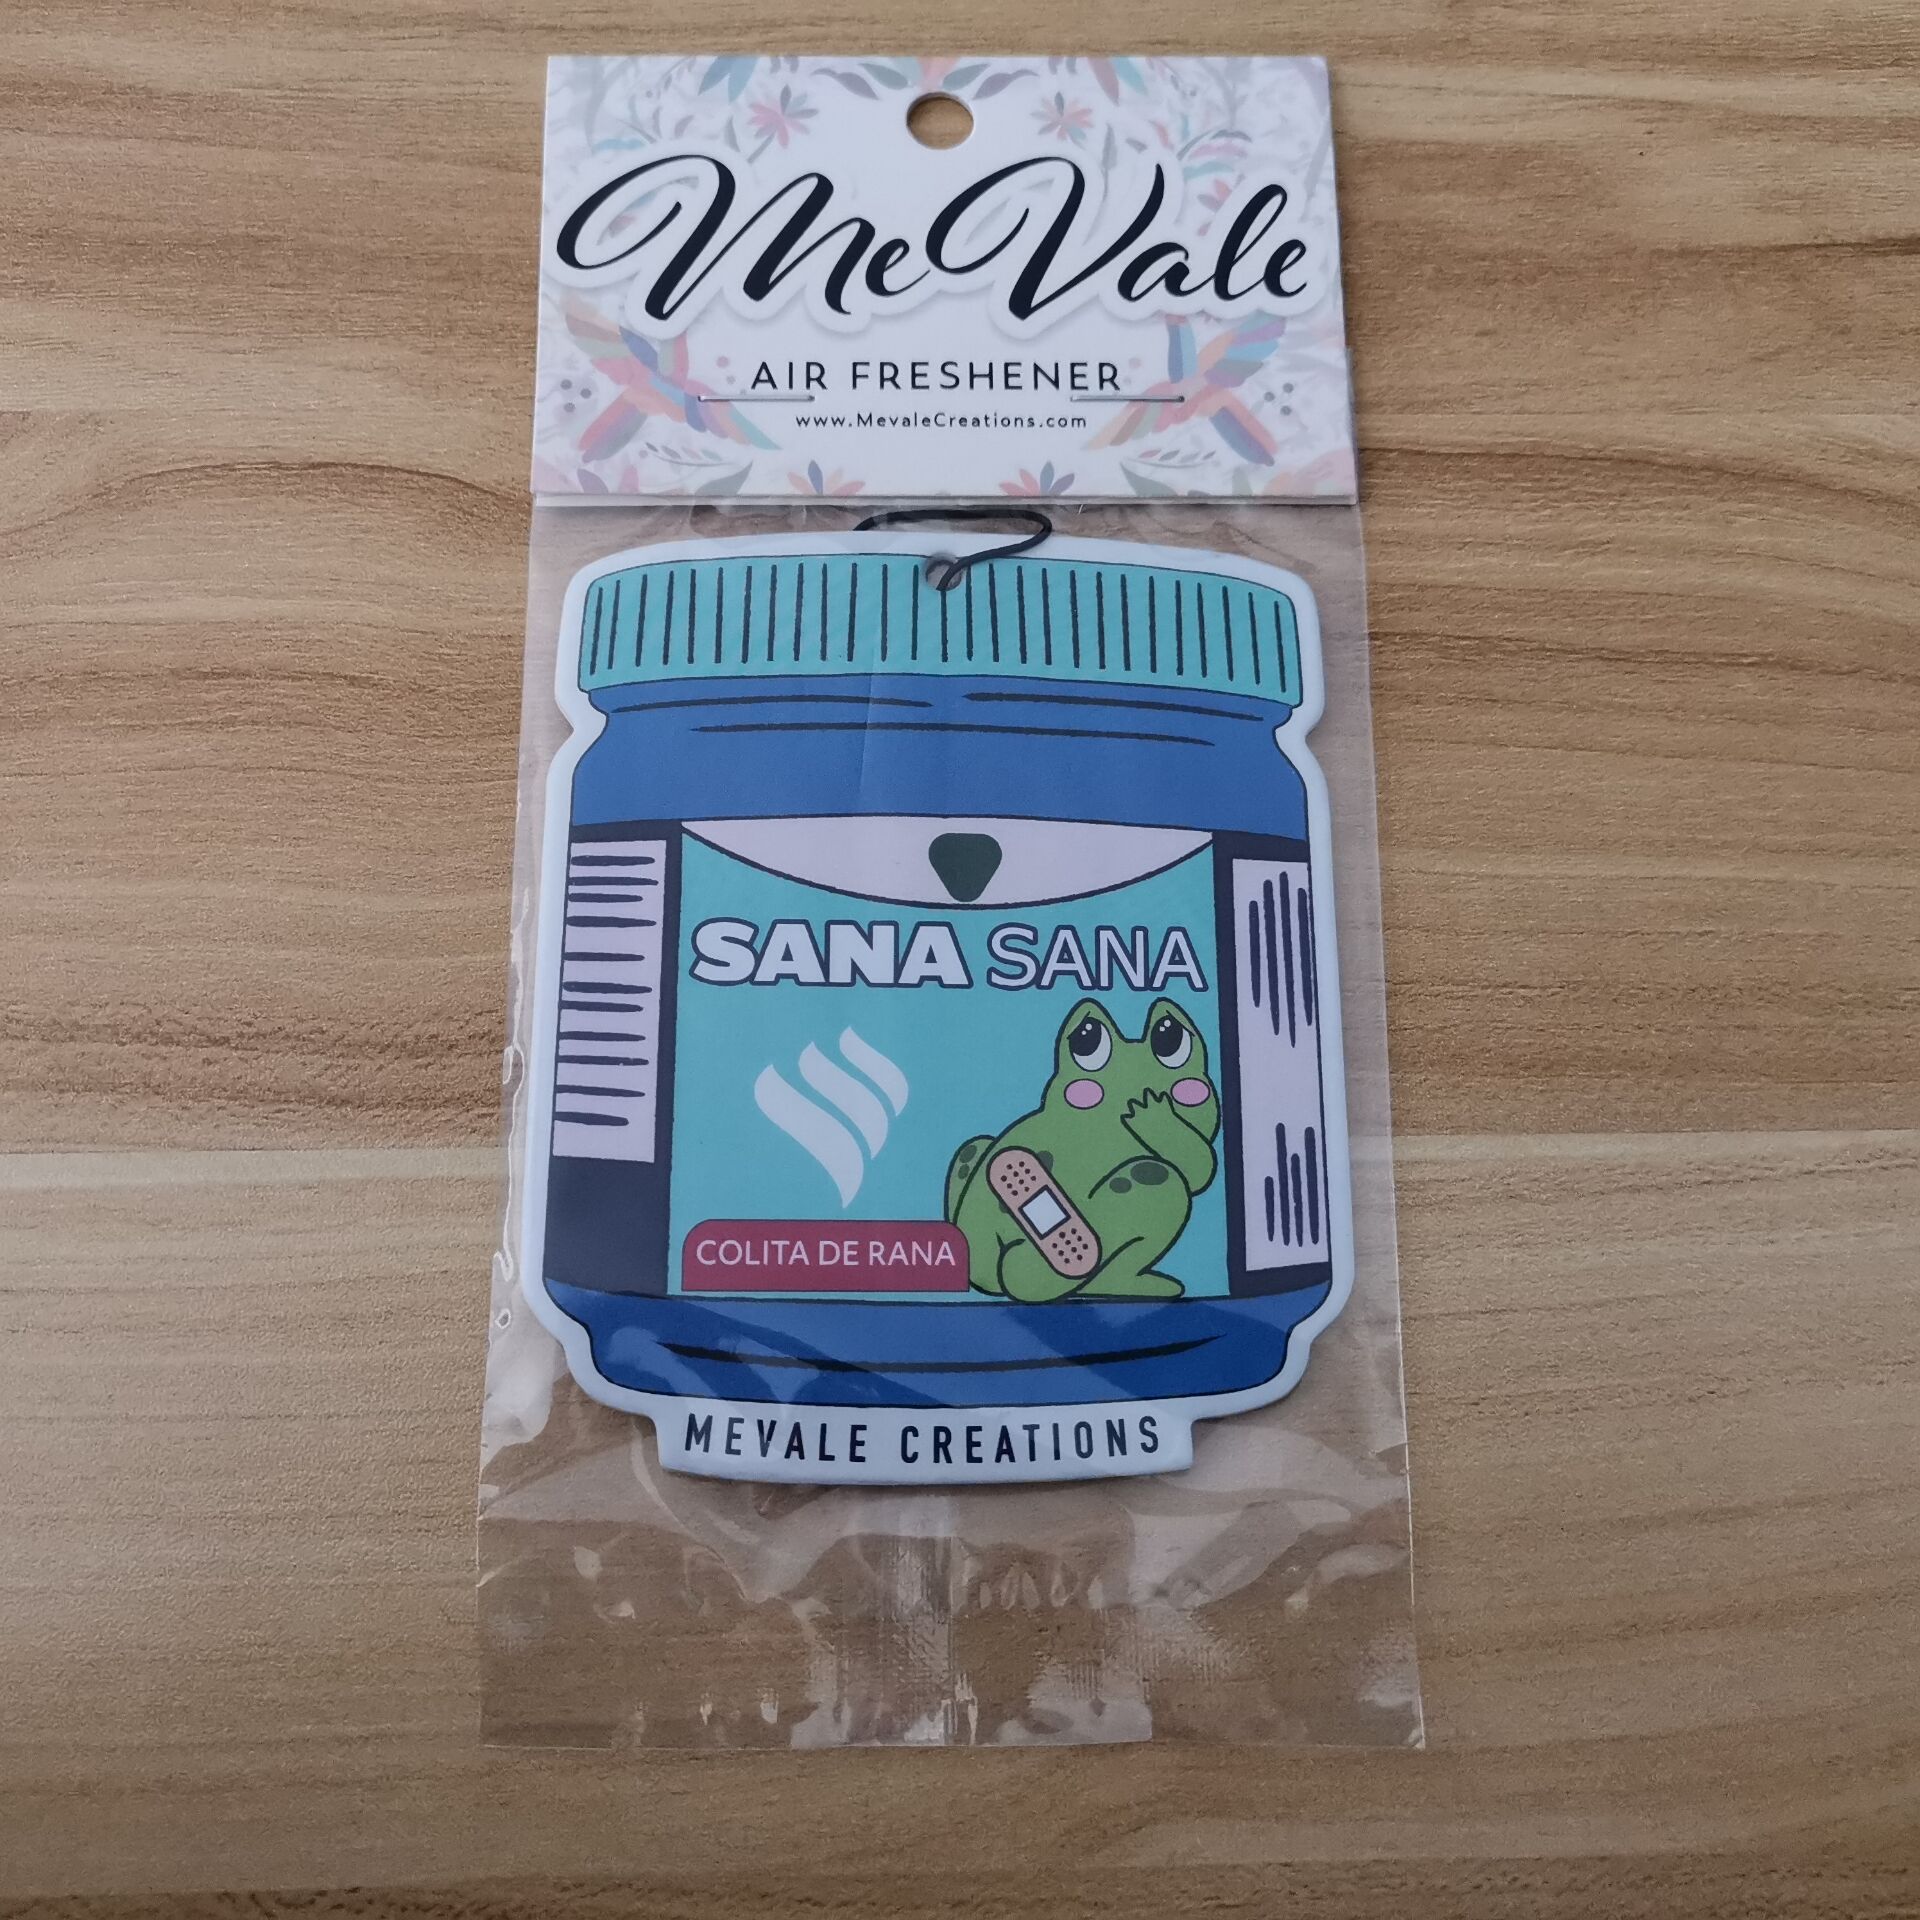 MeVale
AIR FRESHENER
www.MevaleCreations.com
SANA SANA
COLITA DE RANA
MEVALE CREATIONS